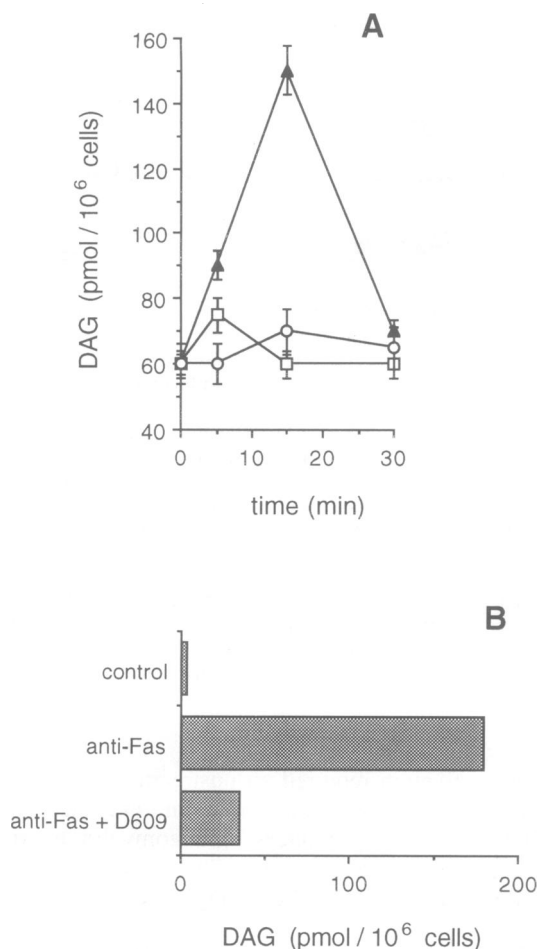 A
160
140
120
100
80
60
40
DAG (pmol / 10⁶ cells)
0 10 20 30
time (min)
B
control
anti-Fas
anti-Fas + D609
0 100 200
DAG (pmol / 10⁶ cells)